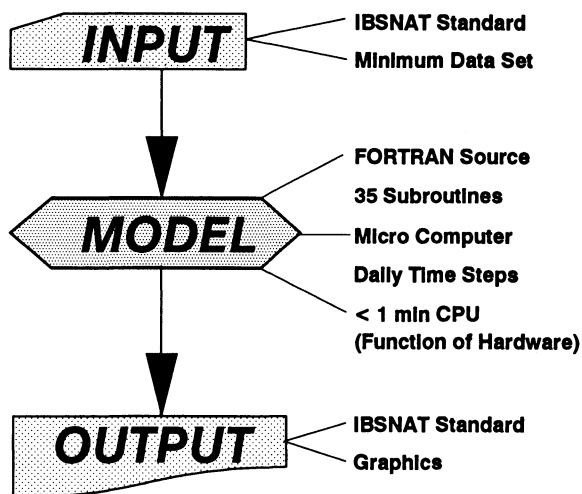 INPUT
IBSNAT Standard
Minimum Data Set
MODEL
FORTRAN Source
35 Subroutines
Micro Computer
Daily Time Steps
< 1 min CPU
(Function of Hardware)
OUTPUT
IBSNAT Standard
Graphics